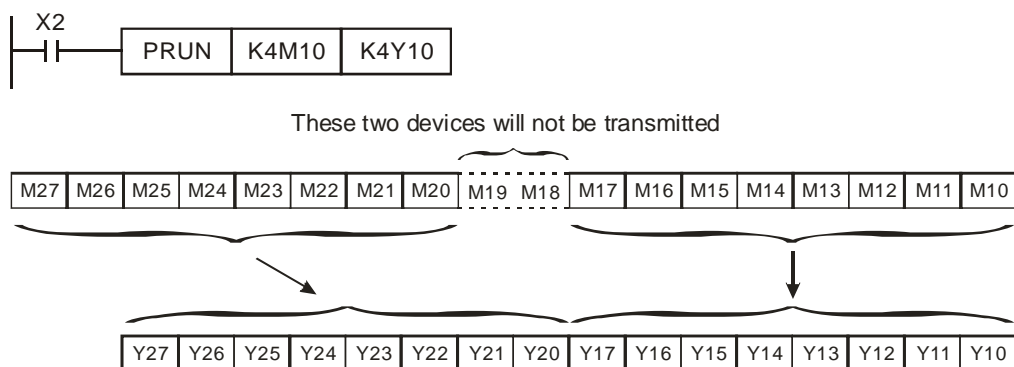 X2
PRUN K4M10 K4Y10
These two devices will not be transmitted
M27 M26 M25 M24 M23 M22 M21 M20 M19 M18 M17 M16 M15 M14 M13 M12 M11 M10
Y27 Y26 Y25 Y24 Y23 Y22 Y21 Y20 Y17 Y16 Y15 Y14 Y13 Y12 Y11 Y10